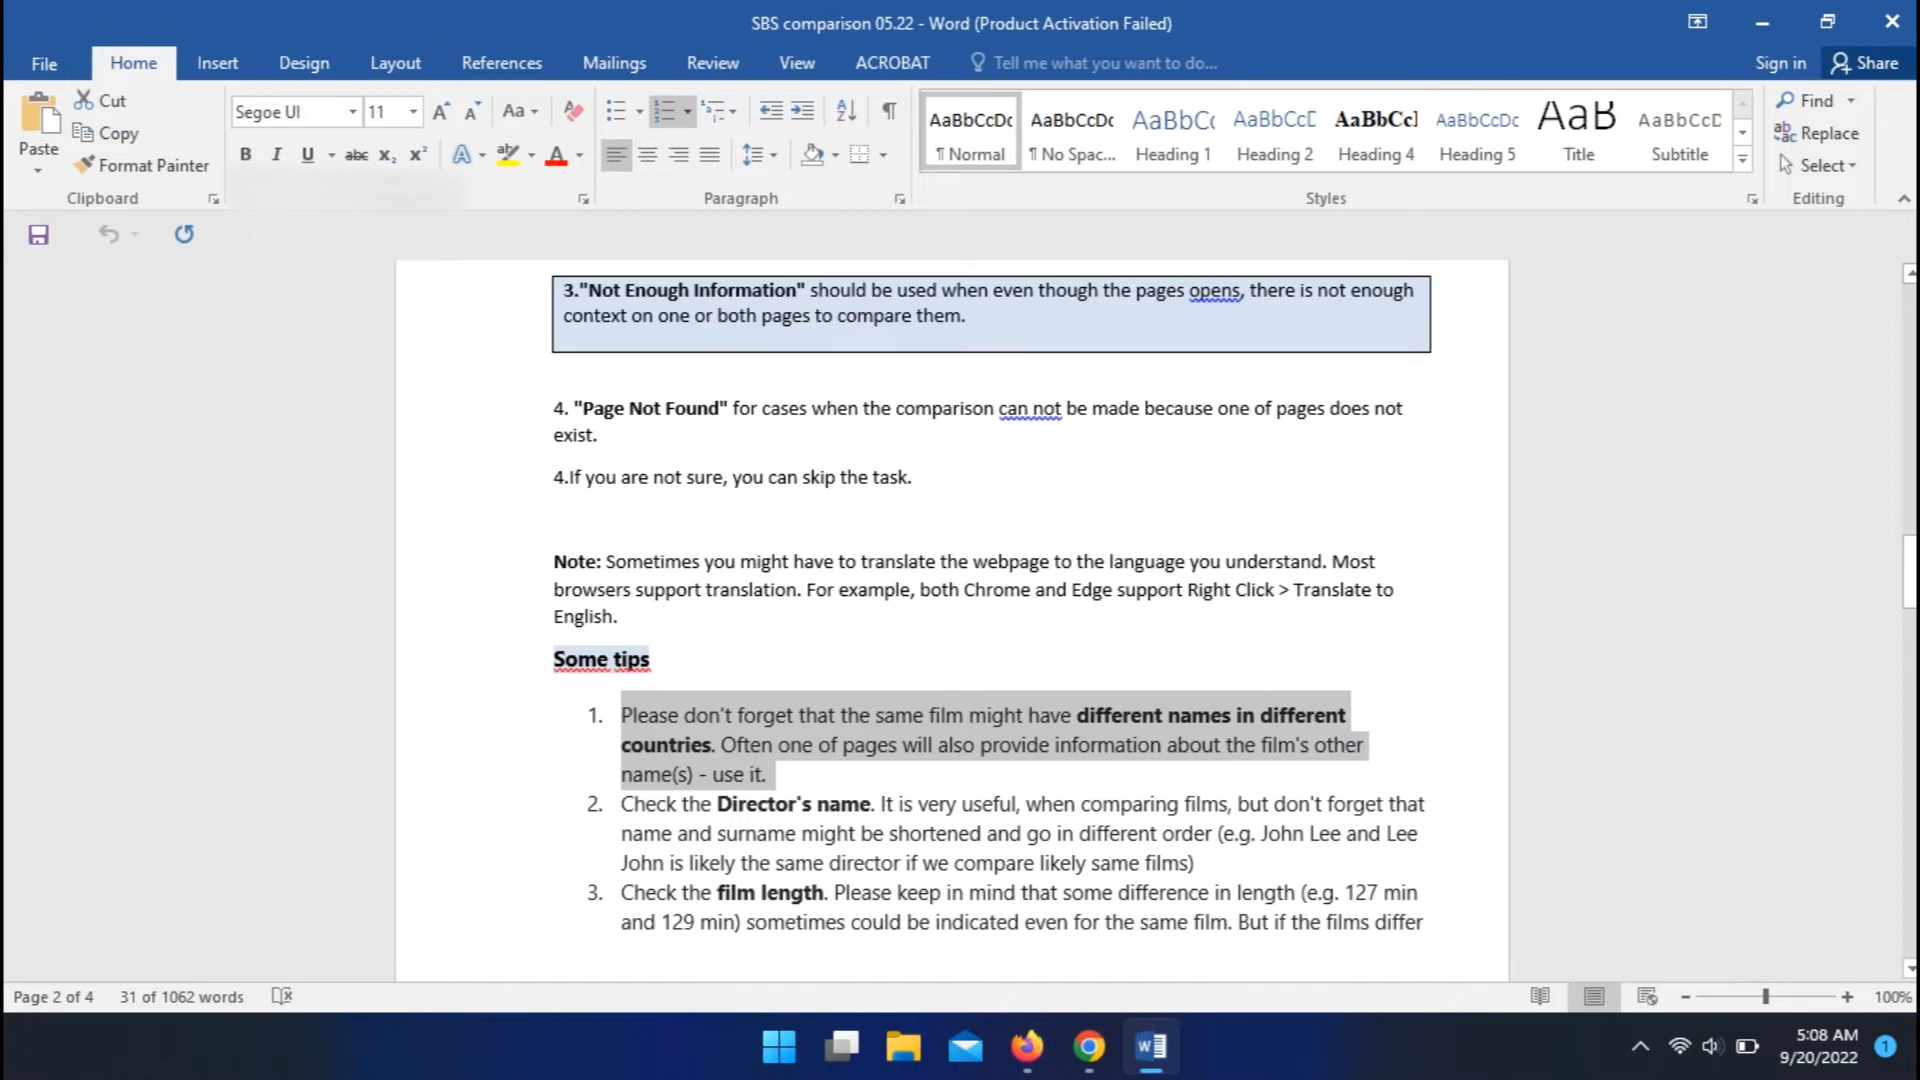 SBS comparison 05.22 - Word (Product Activation Failed)
File Home Insert Design Layout References Mailings Review View ACROBAT Tell me what you want to do... Sign in Share
Cut
Copy
Format Painter
Paste
Clipboard
Segoe UI 11 Aa
B I U abc X₂ X²
Paragraph
AaBbCcDc AaBbCcDc AaBbC AaBbCcD AaBbCcI AaBbCcDc AaB AaBbCcD
¶ Normal ¶ No Spac... Heading 1 Heading 2 Heading 4 Heading 5 Title Subtitle
Styles
Find
Replace
Select
Editing
3."Not Enough Information" should be used when even though the pages opens, there is not enough
context on one or both pages to compare them.
4. "Page Not Found" for cases when the comparison can not be made because one of pages does not
exist.
4.If you are not sure, you can skip the task.
Note: Sometimes you might have to translate the webpage to the language you understand. Most
browsers support translation. For example, both Chrome and Edge support Right Click > Translate to
English.
Some tips
1. Please don't forget that the same film might have different names in different
countries. Often one of pages will also provide information about the film's other
name(s) - use it.
2. Check the Director's name. It is very useful, when comparing films, but don't forget that
name and surname might be shortened and go in different order (e.g. John Lee and Lee
John is likely the same director if we compare likely same films)
3. Check the film length. Please keep in mind that some difference in length (e.g. 127 min
and 129 min) sometimes could be indicated even for the same film. But if the films differ
Page 2 of 4 31 of 1062 words 100%
5:08 AM
9/20/2022
1